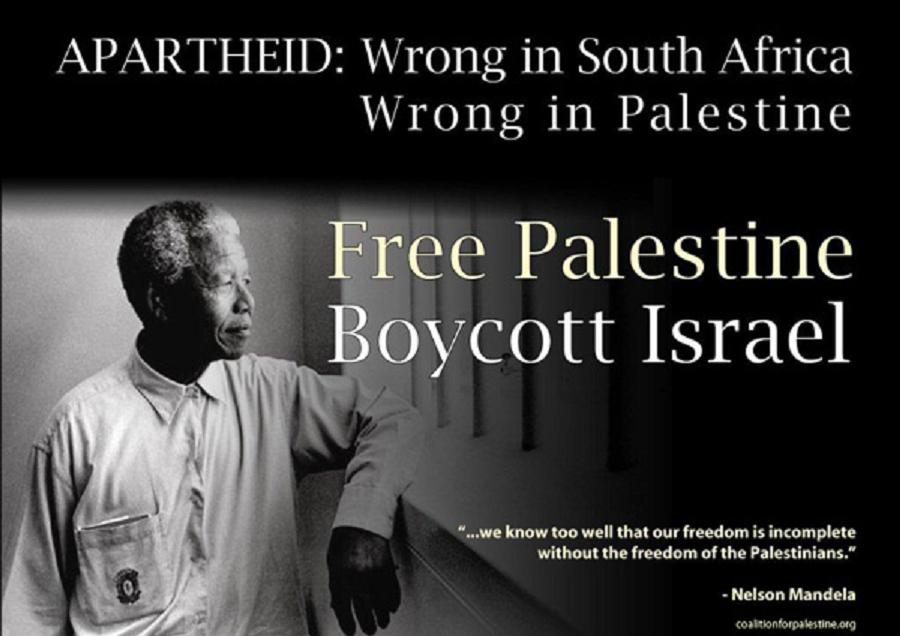 APARTHEID: Wrong in South Africa
Wrong in Palestine
Free Palestine
Boycott Israel
“...we know too well that our freedom is incomplete
without the freedom of the Palestinians.”
- Nelson Mandela
coalitionforpalestine.org